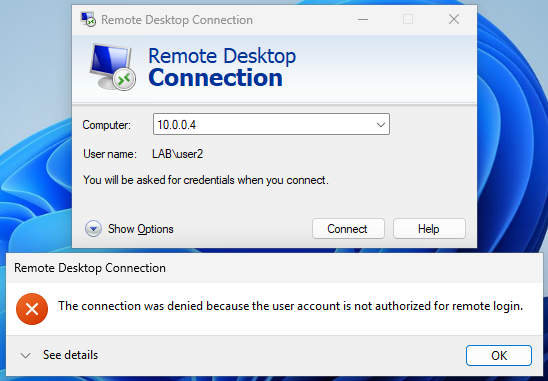 Remote Desktop Connection
Remote Desktop
Connection
Computer: 10.0.0.4
User name: LAB\user2
You will be asked for credentials when you connect.
Show Options Connect Help
Remote Desktop Connection
The connection was denied because the user account is not authorized for remote login.
See details OK